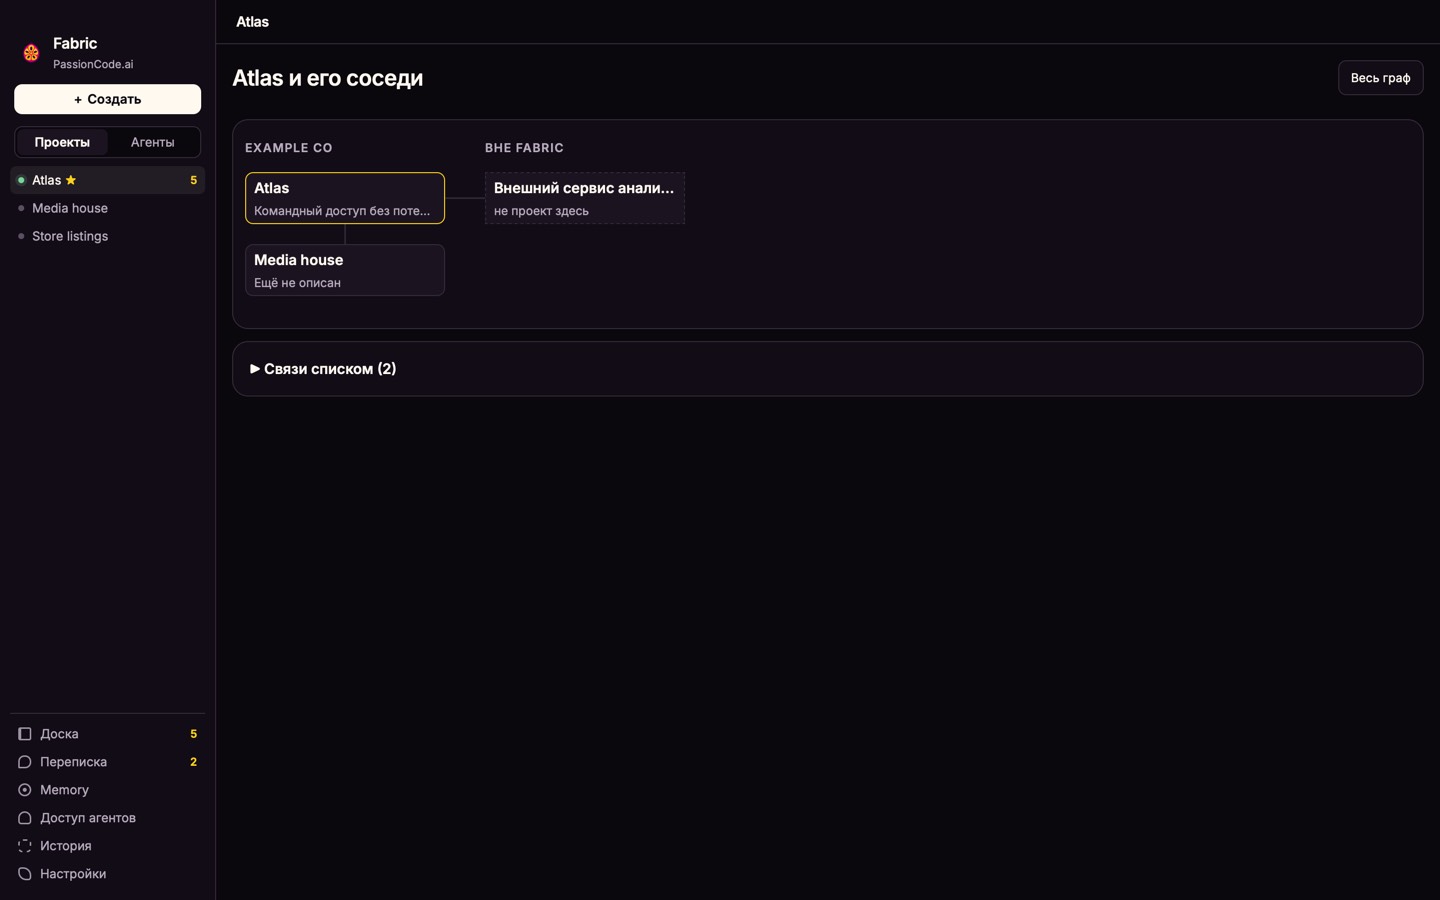 Fabric
PassionCode.ai
+ Создать
Проекты
Агенты
Atlas
5
Media house
Store listings
Доска
5
Переписка
2
Memory
Доступ агентов
История
Настройки
Atlas
Atlas и его соседи
Весь граф
EXAMPLE CO
ВНЕ FABRIC
Atlas
Командный доступ без поте...
Внешний сервис анали...
не проект здесь
Media house
Ещё не описан
Связи списком (2)